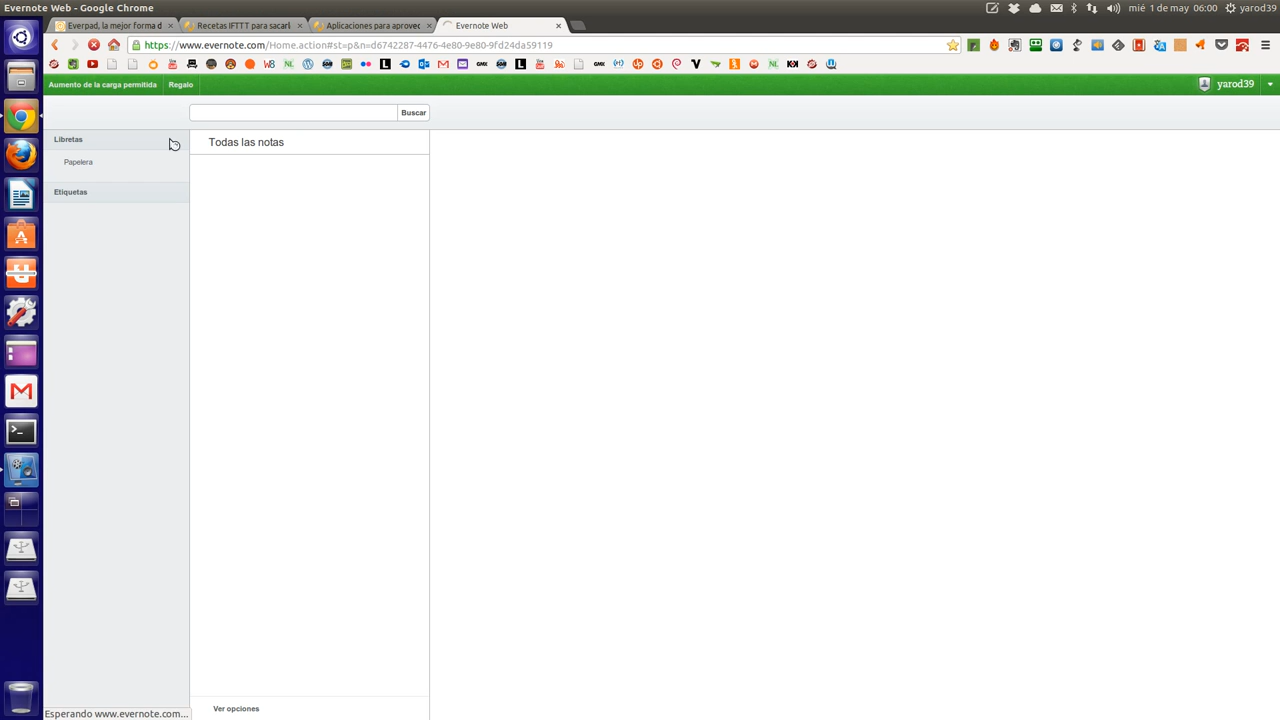 Evernote Web - Google Chrome
mié 1 de may 06:00
yarod39
Everpad, la mejor forma d
Recetas IFTTT para sacarl
Aplicaciones para aprovec
Evernote Web
https://www.evernote.com/Home.action#st=p&n=d6742287-4476-4e80-9e80-9fd24da59119
Aumento de la carga permitida
Regalo
yarod39
Buscar
Libretas
Todas las notas
Papelera
Etiquetas
Ver opciones
Esperando www.evernote.com...